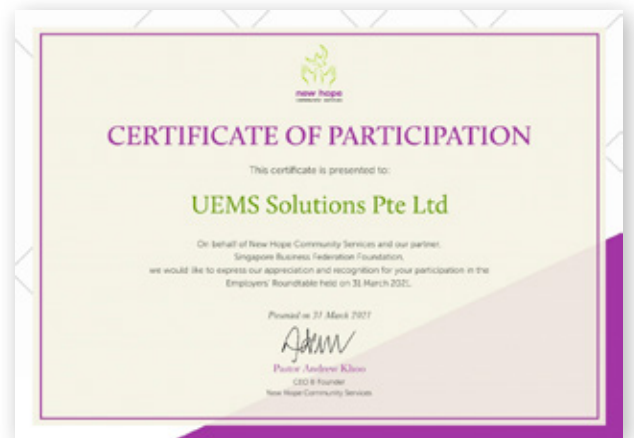 new hope
COMMUNITY SERVICES
CERTIFICATE OF PARTICIPATION
This certificate is presented to:
UEMS Solutions Pte Ltd
On behalf of New Hope Community Services and our partner,
Singapore Business Federation Foundation,
we would like to express our appreciation and recognition for your participation in the
Employers' Roundtable held on 31 March 2021.
Presented on 31 March 2021
Pastor Andrew Khoo
CEO & Founder
New Hope Community Services